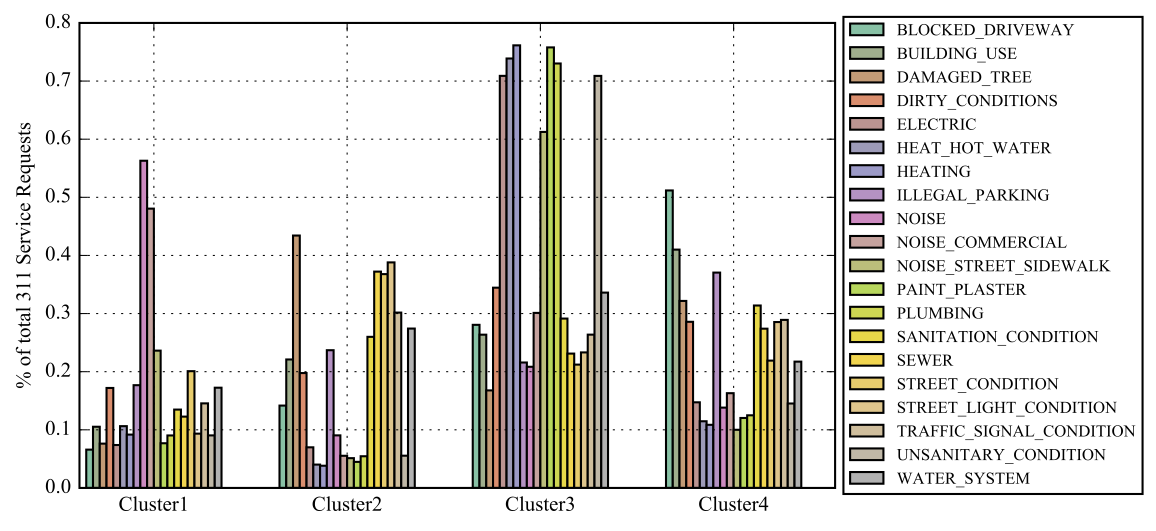 % of total 311 Service Requests
0.8
0.7
0.6
0.5
0.4
0.3
0.2
0.1
0.0
Cluster1
Cluster2
Cluster3
Cluster4
BLOCKED_DRIVEWAY
BUILDING_USE
DAMAGED_TREE
DIRTY_CONDITIONS
ELECTRIC
HEAT_HOT_WATER
HEATING
ILLEGAL_PARKING
NOISE
NOISE_COMMERCIAL
NOISE_STREET_SIDEWALK
PAINT_PLASTER
PLUMBING
SANITATION_CONDITION
SEWER
STREET_CONDITION
STREET_LIGHT_CONDITION
TRAFFIC_SIGNAL_CONDITION
UNSANITARY_CONDITION
WATER_SYSTEM